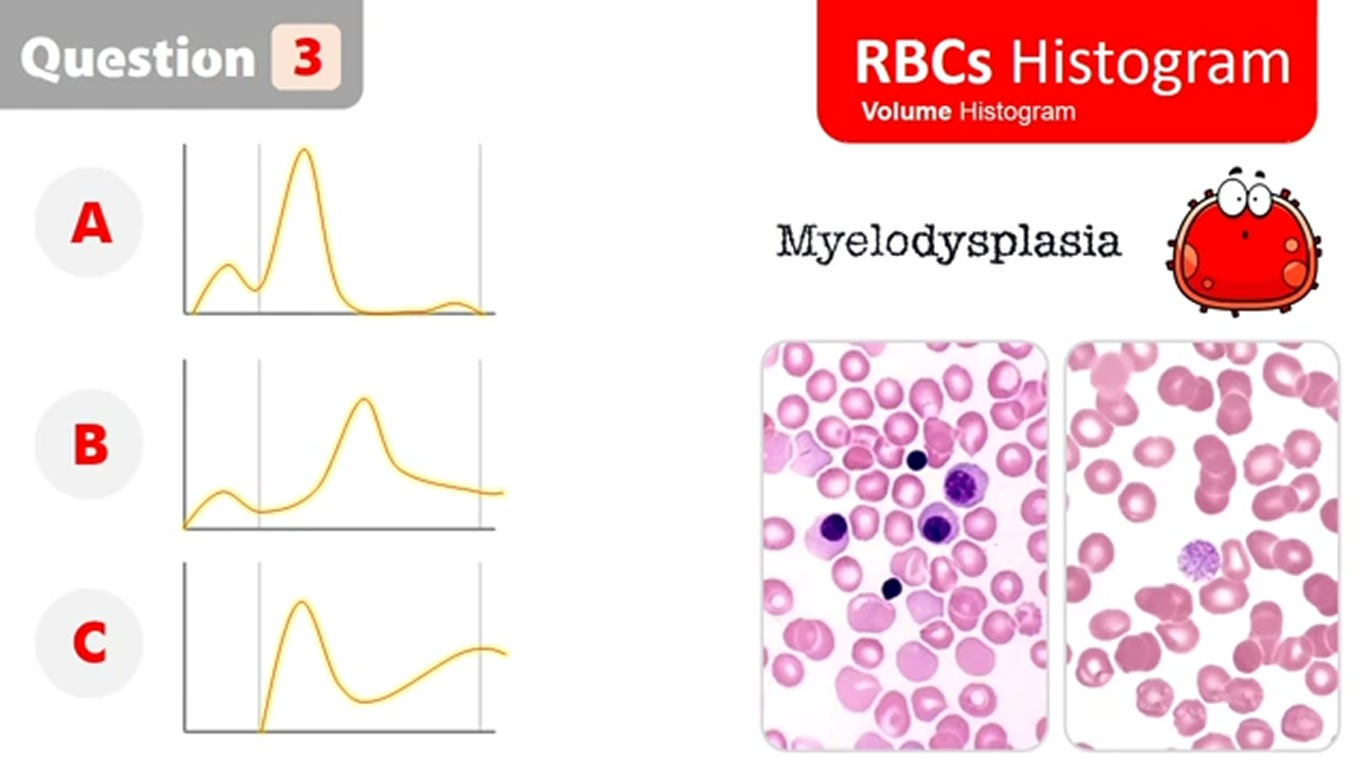 Question 3
RBCs Histogram
Volume Histogram
A
Myelodysplasia
B
C